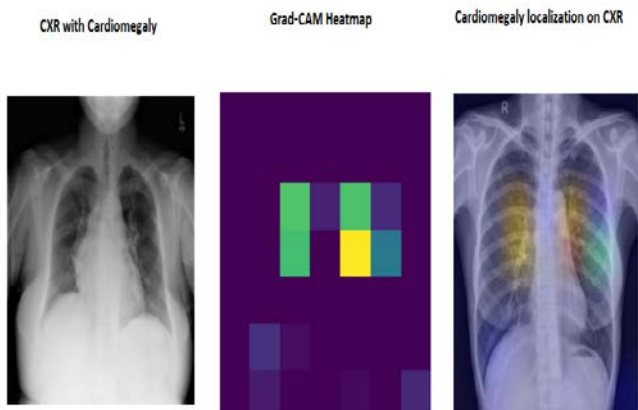 CXR with Cardiomegaly
Grad-CAM Heatmap
Cardiomegaly localization on CXR
L
R